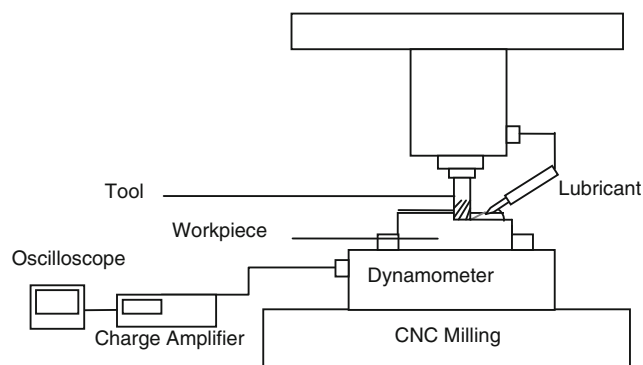 Tool
Lubricant
Workpiece
Oscilloscope
Dynamometer
Charge Amplifier
CNC Milling